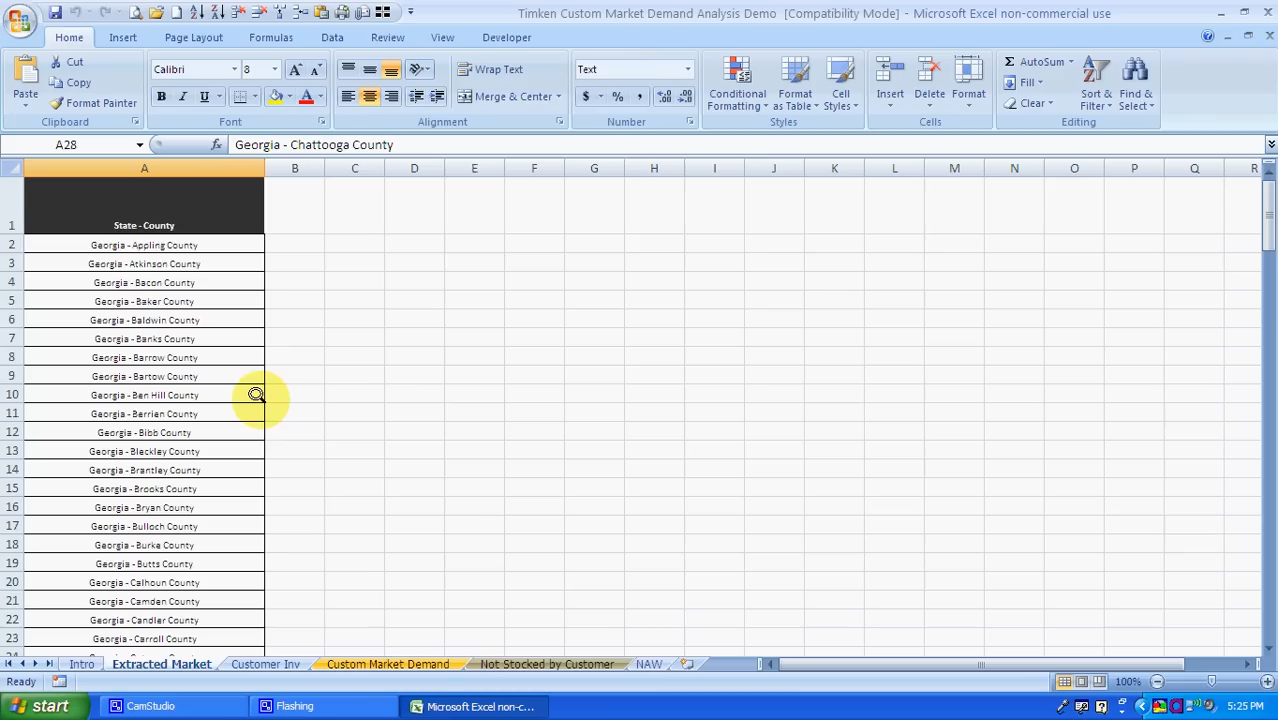 Timken Custom Market Demand Analysis Demo [Compatibility Mode] - Microsoft Excel non-commercial use
Home Insert Page Layout Formulas Data Review View Developer
Paste Cut Copy Format Painter
Clipboard
Calibri 8
B I U A
Font
Wrap Text
Merge & Center
Alignment
Text
$ % ,
Number
Conditional Formatting Format as Table Cell Styles
Styles
Insert Delete Format
Cells
Σ AutoSum Fill Clear Sort & Filter Find & Select
Editing
A28 fx Georgia - Chattooga County
A B C D E F G H I J K L M N O P Q R
1 State - County
2 Georgia - Appling County
3 Georgia - Atkinson County
4 Georgia - Bacon County
5 Georgia - Baker County
6 Georgia - Baldwin County
7 Georgia - Banks County
8 Georgia - Barrow County
9 Georgia - Bartow County
10 Georgia - Ben Hill County
11 Georgia - Berrien County
12 Georgia - Bibb County
13 Georgia - Bleckley County
14 Georgia - Brantley County
15 Georgia - Brooks County
16 Georgia - Bryan County
17 Georgia - Bulloch County
18 Georgia - Burke County
19 Georgia - Butts County
20 Georgia - Calhoun County
21 Georgia - Camden County
22 Georgia - Candler County
23 Georgia - Carroll County
Intro Extracted Market Customer Inv Custom Market Demand Not Stocked by Customer NAW
Ready 100%
start CamStudio Flashing Microsoft Excel non-c... 5:25 PM